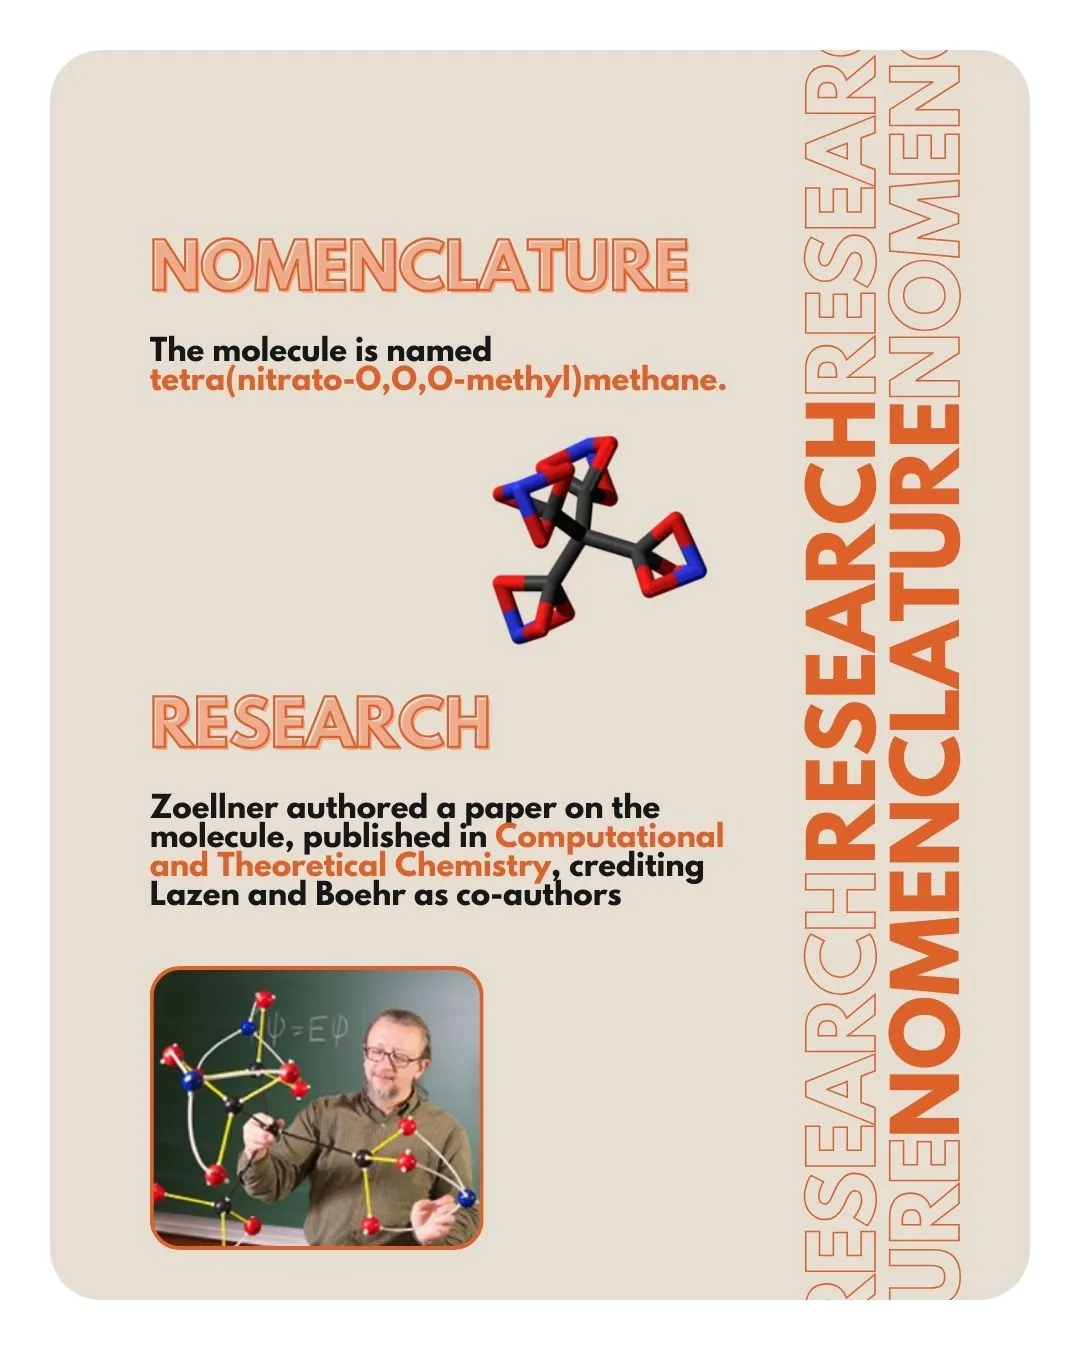 NOMENCLATURE
The molecule is named
tetra(nitrato-O,O,O-methyl)methane.
RESEARCH
Zoellner authored a paper on the
molecule, published in Computational
and Theoretical Chemistry, crediting
Lazen and Boehr as co-authors
ψ=Eψ
RESEARCHRESEARCHRESEARC
URENOMENCLATURENOMENC